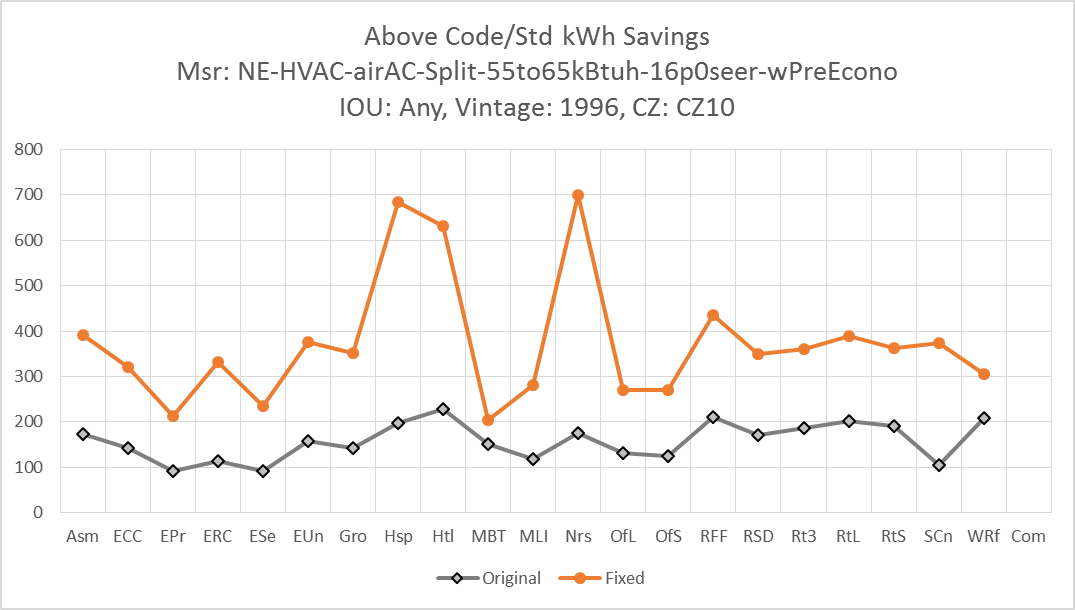 Above Code/Std kWh Savings
Msr: NE-HVAC-airAC-Split-55to65kBtuh-16p0seer-wPreEcono
IOU: Any, Vintage: 1996, CZ: CZ10
800
700
600
500
400
300
200
100
0
Asm ECC EPr ERC ESe EUn Gro Hsp Htl MBT MLI Nrs OfL OfS RFF RSD Rt3 RtL RtS SCn WRf Com
Original Fixed